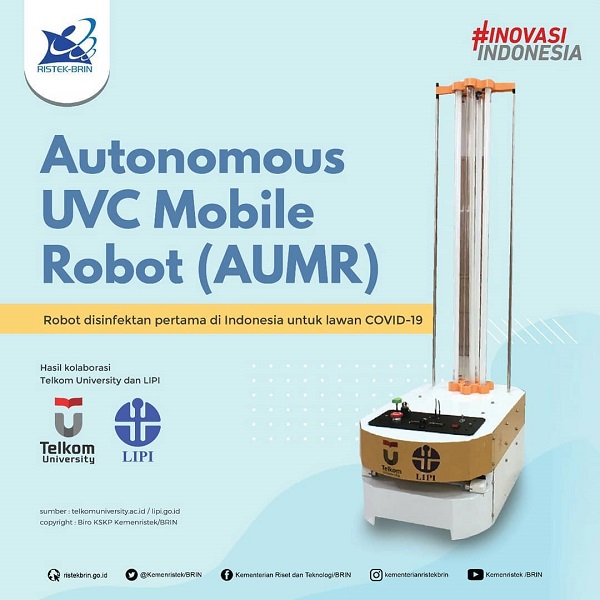 RISTEK-BRIN
#INOVASI
INDONESIA
Autonomous
UVC Mobile
Robot (AUMR)
Robot disinfektan pertama di Indonesia untuk lawan COVID-19
Hasil kolaborasi
Telkom University dan LIPI
Telkom
University
LIPI
Telkom
University
LIPI
sumber : telkomuniversity.ac.id / lipi.go.id
copyright : Biro KSKP Kemenristek/BRIN
ristekbrin.go.id
@Kemenristek/BRIN
Kementerian Riset dan Teknologi/BRIN
kementerianristekbrin
Kemenristek /BRIN